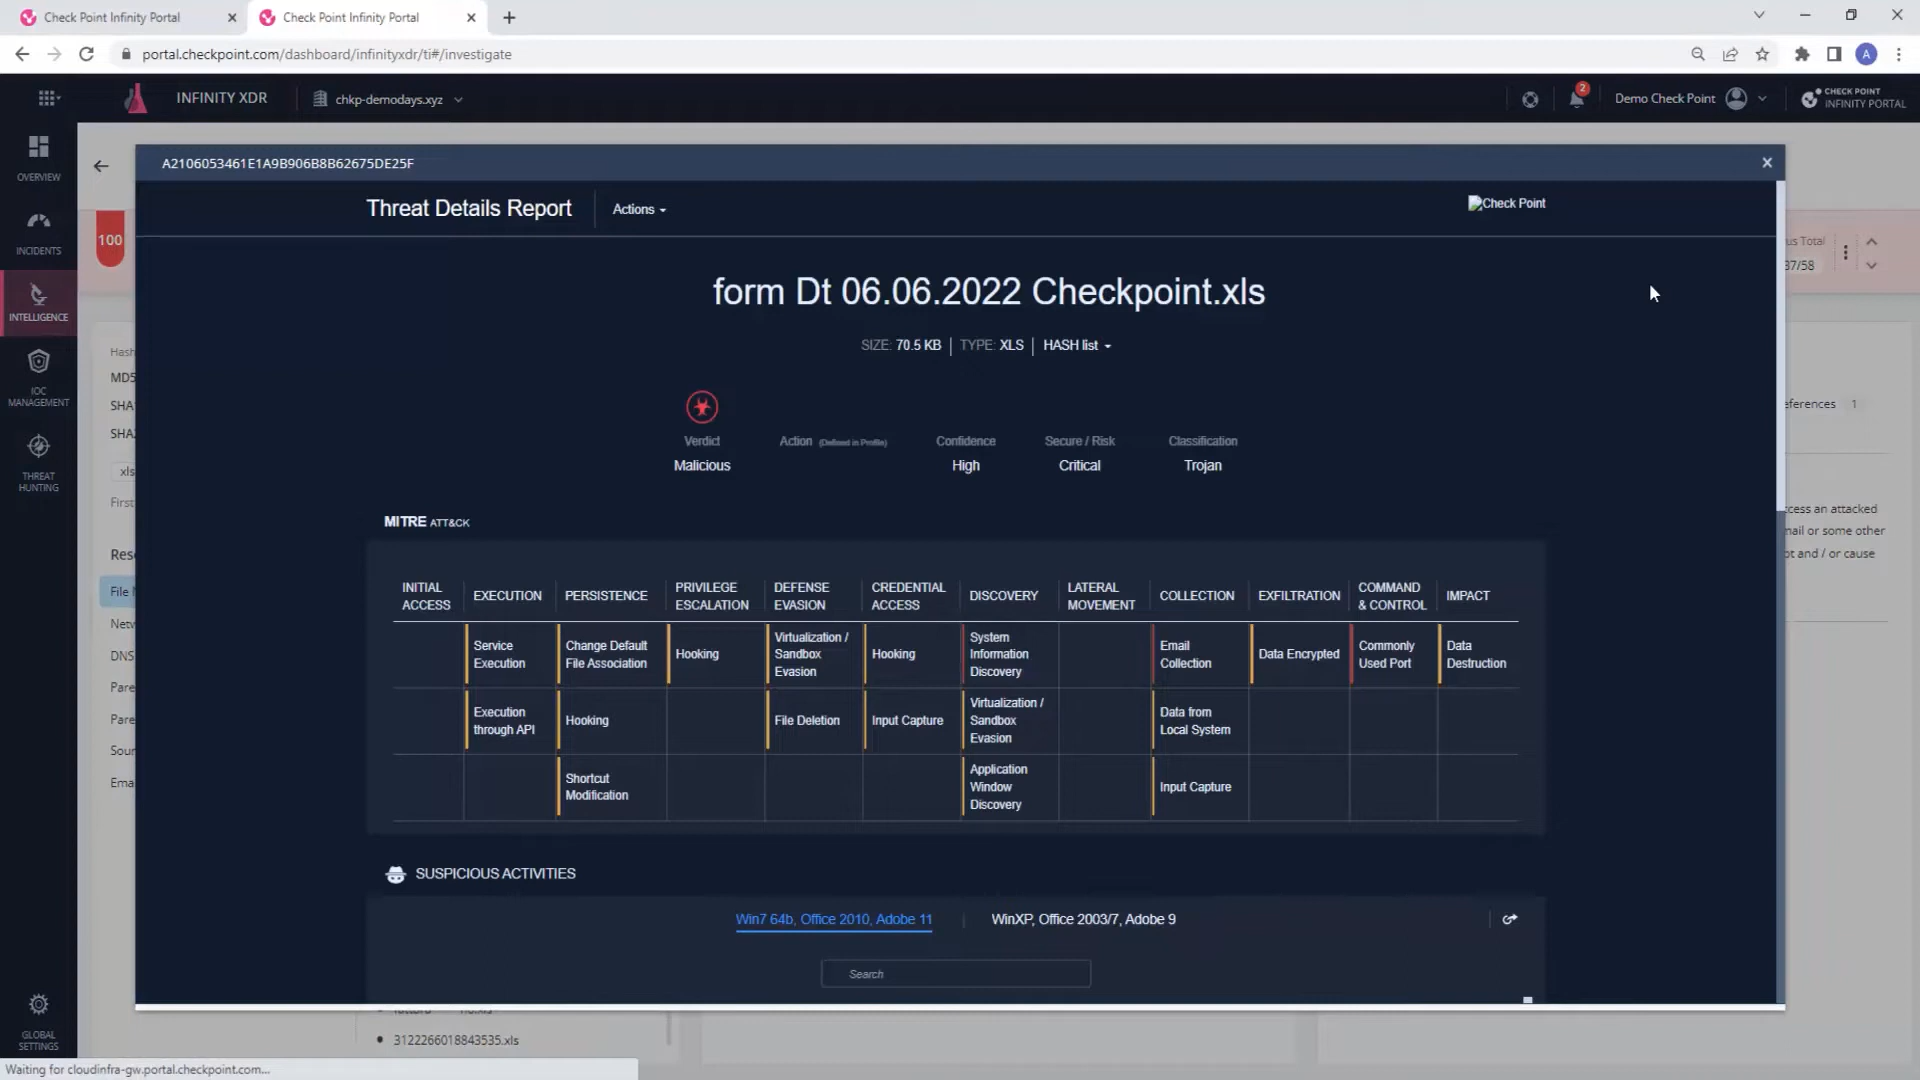 Check Point Infinity Portal
Check Point Infinity Portal
portal.checkpoint.com/dashboard/infinityxdr/ti#/investigate
A
INFINITY XDR
chkp-demodays.xyz
2
Demo Check Point
CHECK POINT
INFINITY PORTAL
OVERVIEW
INCIDENTS
INTELLIGENCE
IOC
MANAGEMENT
THREAT
HUNTING
GLOBAL
SETTINGS
A2106053461E1A9B906B8B62675DE25F
Threat Details Report
Actions
Check Point
100
us Total
37/58
form Dt 06.06.2022 Checkpoint.xls
SIZE: 70.5 KB | TYPE: XLS | HASH list
Verdict
Malicious
Action (Defined in Profile)
Confidence
High
Secure / Risk
Critical
Classification
Trojan
Hash
MD5
SHA
SHA
xls
First
Res
File
Netw
DNS
Pare
Pare
Sour
Ema
eferences 1
cess an attacked
nail or some other
ot and / or cause
MITRE ATT&CK
INITIAL ACCESS
EXECUTION
PERSISTENCE
PRIVILEGE ESCALATION
DEFENSE EVASION
CREDENTIAL ACCESS
DISCOVERY
LATERAL MOVEMENT
COLLECTION
EXFILTRATION
COMMAND & CONTROL
IMPACT
Service Execution
Change Default File Association
Hooking
Virtualization / Sandbox Evasion
Hooking
System Information Discovery
Email Collection
Data Encrypted
Commonly Used Port
Data Destruction
Execution through API
Hooking
File Deletion
Input Capture
Virtualization / Sandbox Evasion
Data from Local System
Shortcut Modification
Application Window Discovery
Input Capture
SUSPICIOUS ACTIVITIES
Win7 64b, Office 2010, Adobe 11
WinXP, Office 2003/7, Adobe 9
Search
3122266018843535.xls
Waiting for cloudinfra-gw.portal.checkpoint.com...